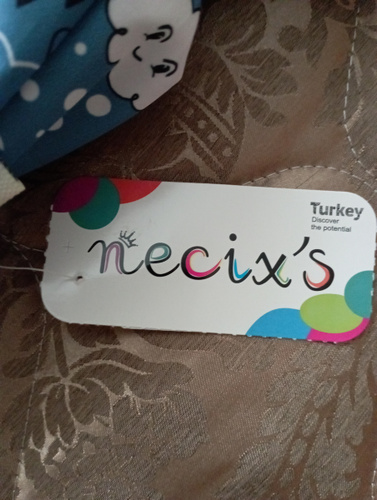 Turkey
Discover
the potential
necix's